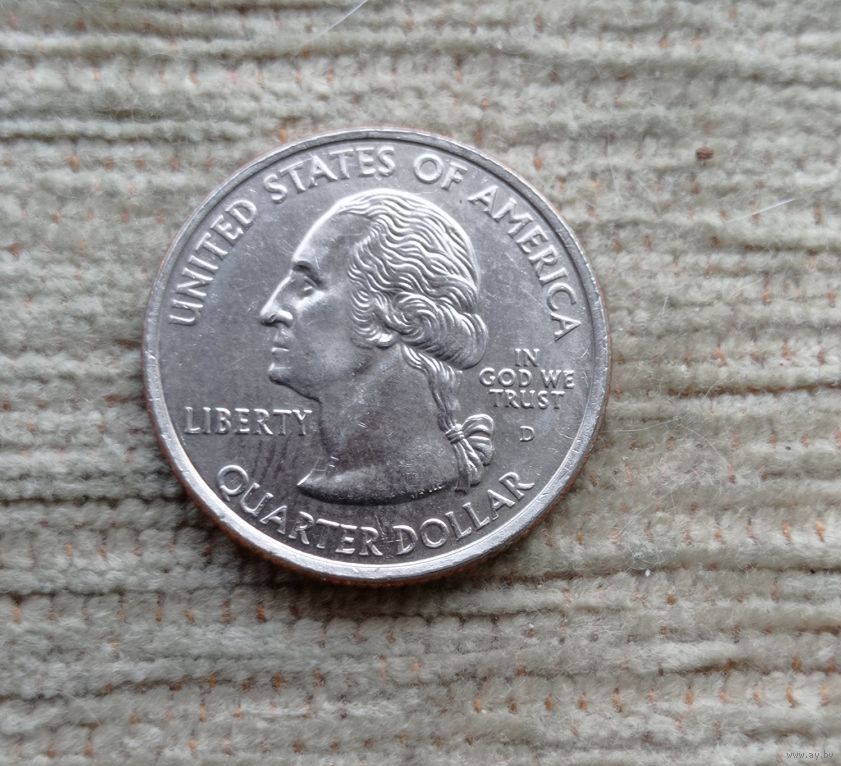 UNITED STATES OF AMERICA
LIBERTY
IN
GOD WE
TRUST
D
QUARTER DOLLAR
www.ay.by